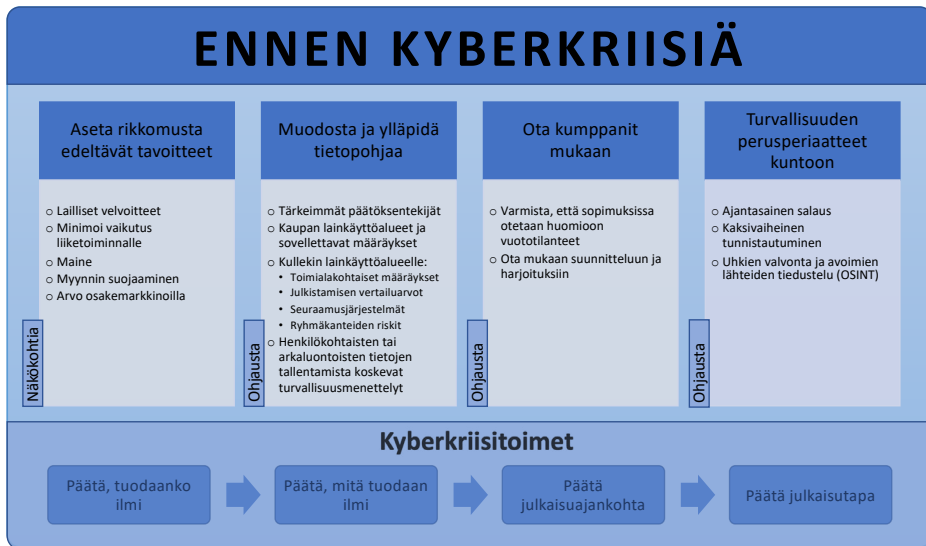 ENNEN KYBERKRIISIÄ
Aseta rikkomusta
edeltävät tavoitteet
○ Lailliset velvoitteet
○ Minimoi vaikutus
liiketoiminnalle
○ Maine
○ Myynnin suojaaminen
○ Arvo osakemarkkinoilla
Näkökohtia
Muodosta ja ylläpidä
tietopohjaa
○ Tärkeimmät päätöksentekijät
○ Kaupan lainkäyttöalueet ja
sovellettavat määräykset
○ Kullekin lainkäyttöalueelle:
• Toimialakohtaiset määräykset
• Julkistamisen vertailuarvot
• Seuraamusjärjestelmät
• Ryhmäkanteiden riskit
○ Henkilökohtaisten tai
arkaluontoisten tietojen
tallentamista koskevat
turvallisuusmenettelyt
Ohjausta
Ota kumppanit
mukaan
○ Varmista, että sopimuksissa
otetaan huomioon
vuototilanteet
○ Ota mukaan suunnitteluun ja
harjoituksiin
Ohjausta
Turvallisuuden
perusperiaatteet
kuntoon
○ Ajantasainen salaus
○ Kaksivaiheinen
tunnistautuminen
○ Uhkien valvonta ja avoimien
lähteiden tiedustelu (OSINT)
Ohjausta
Kyberkriisitoimet
Päätä, tuodaanko
ilmi
Päätä, mitä tuodaan
ilmi
Päätä
julkaisuajankohta
Päätä julkaisutapa